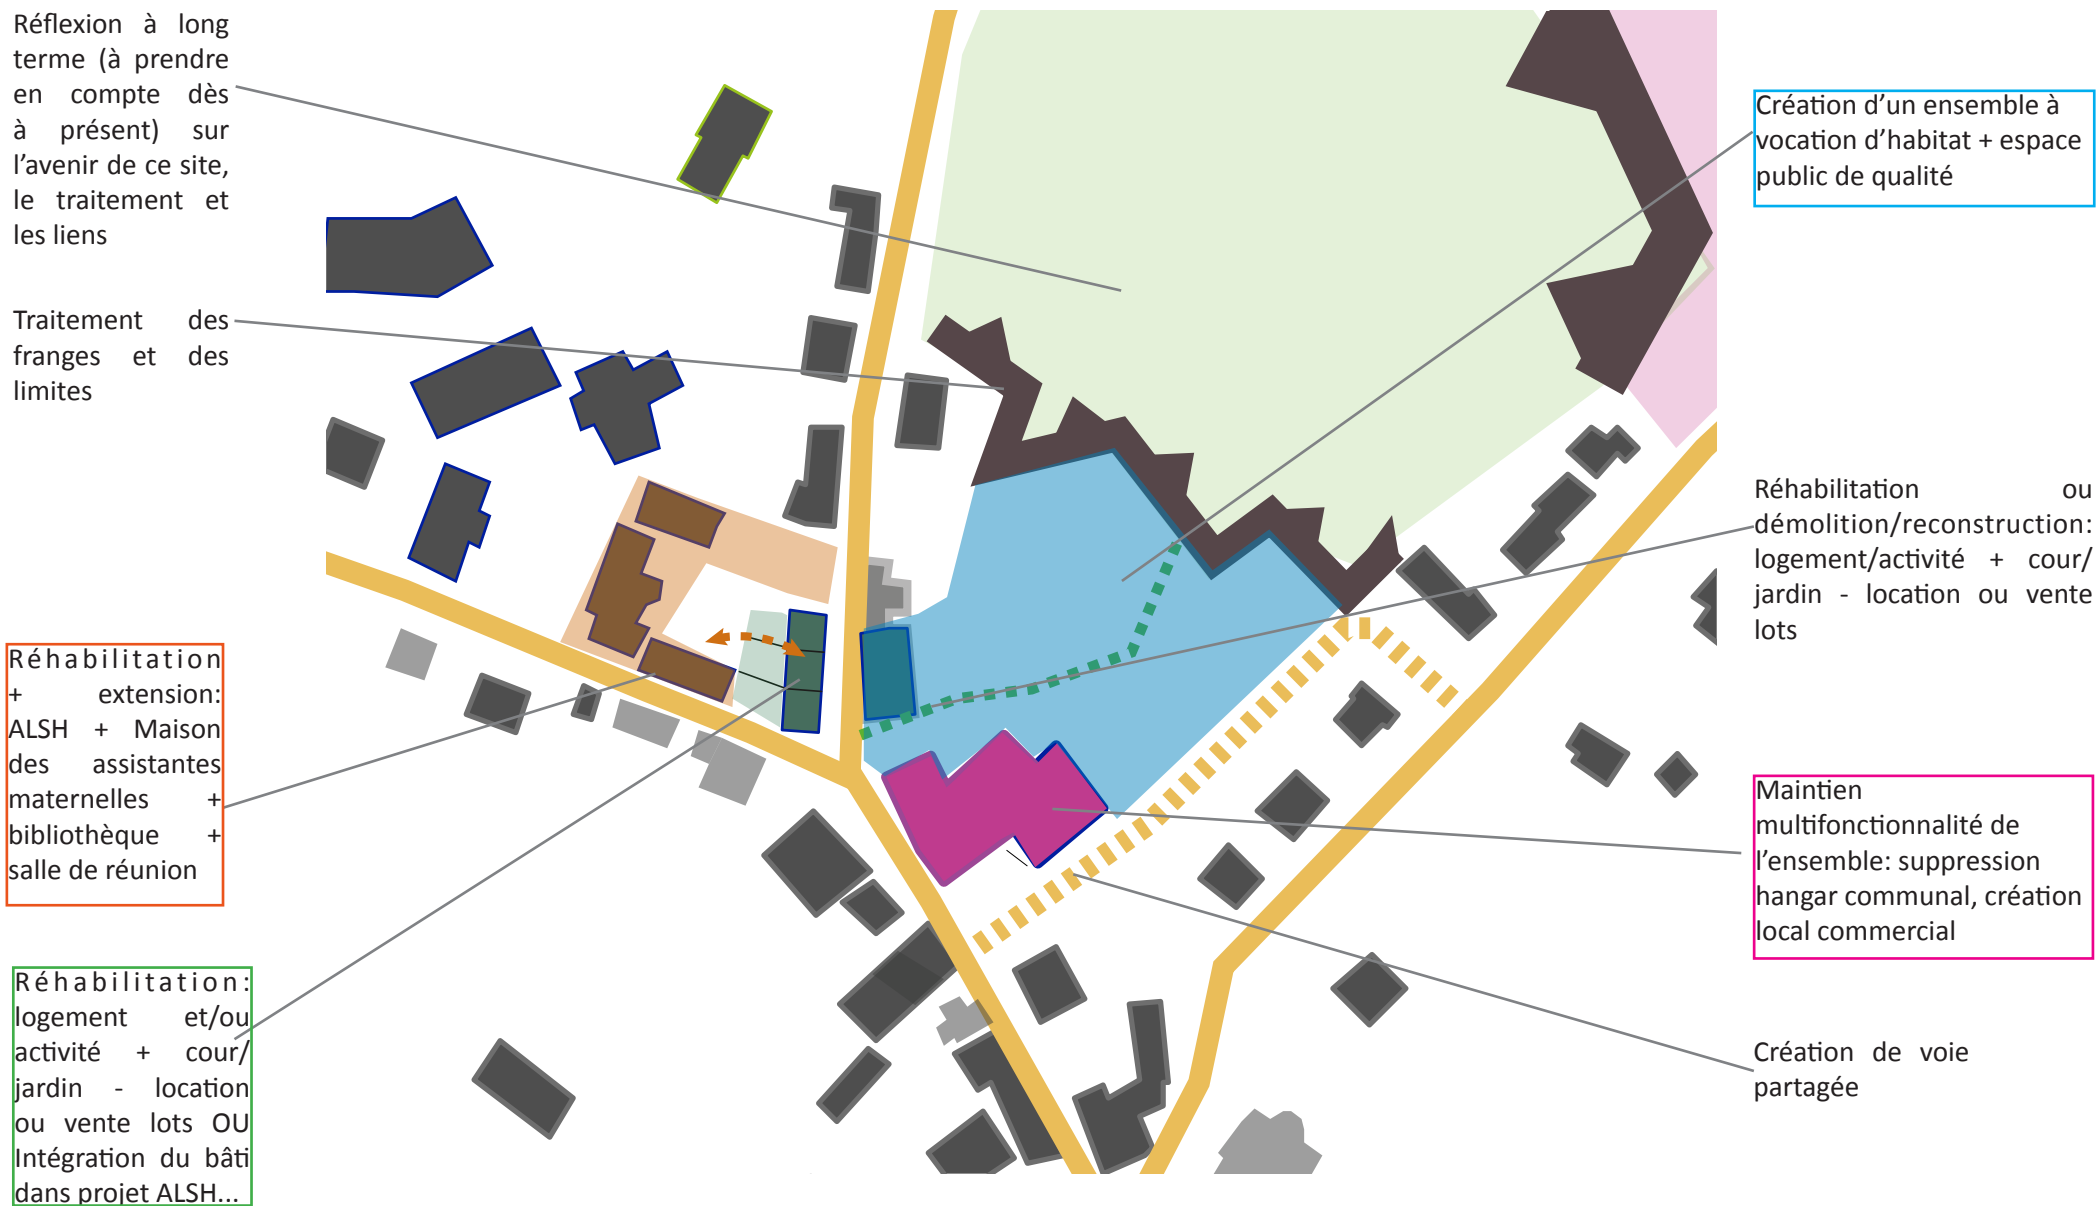 Réflexion à long
terme (à prendre
en compte dès
à présent) sur
l’avenir de ce site,
le traitement et
les liens
Traitement des
franges et des
limites
Réhabilitation
+ extension:
ALSH + Maison
des assistantes
maternelles +
bibliothèque +
salle de réunion
Réhabilitation:
logement et/ou
activité + cour/
jardin - location
ou vente lots OU
Intégration du bâti
dans projet ALSH...
Création d’un ensemble à
vocation d’habitat + espace
public de qualité
Réhabilitation ou
démolition/reconstruction:
logement/activité + cour/
jardin - location ou vente
lots
Maintien
multifonctionnalité de
l’ensemble: suppression
hangar communal, création
local commercial
Création de voie
partagée